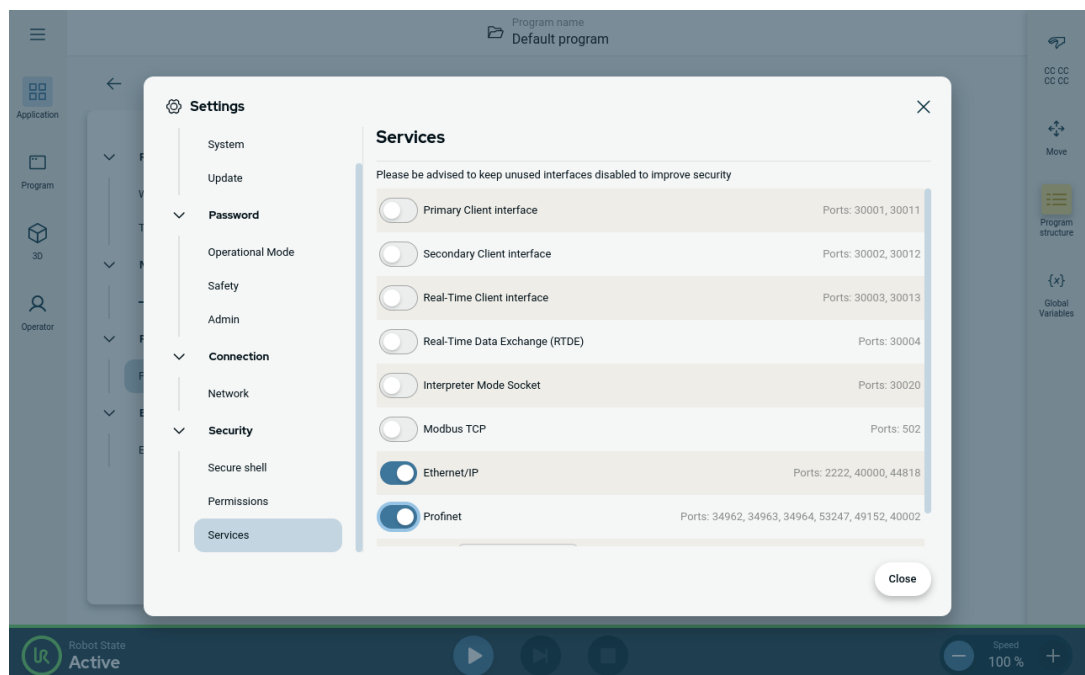 Program name
Default program
Application
Program
3D
Operator
Settings
System
Update
Password
Operational Mode
Safety
Admin
Connection
Network
Security
Secure shell
Permissions
Services
Services
Please be advised to keep unused interfaces disabled to improve security
Primary Client interface Ports: 30001, 30011
Secondary Client interface Ports: 30002, 30012
Real-Time Client interface Ports: 30003, 30013
Real-Time Data Exchange (RTDE) Ports: 30004
Interpreter Mode Socket Ports: 30020
Modbus TCP Ports: 502
Ethernet/IP Ports: 2222, 40000, 44818
Profinet Ports: 34962, 34963, 34964, 53247, 49152, 40002
Close
CC CC
CC CC
Move
Program
structure
{x}
Global
Variables
UR
Robot State
Active
Speed
100 %